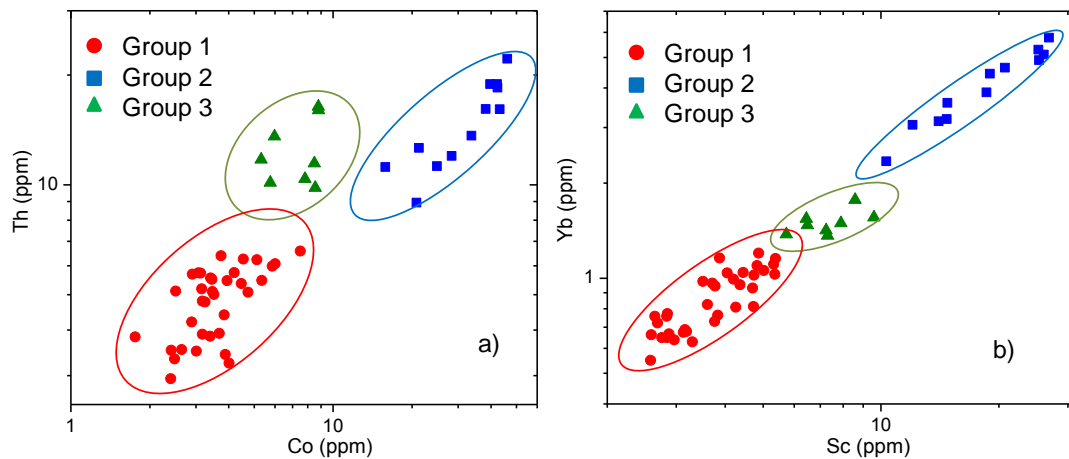 Group 1
Group 2
Group 3
Th (ppm)
10
a)
1
10
Co (ppm)
Group 1
Group 2
Group 3
Yb (ppm)
1
b)
10
Sc (ppm)